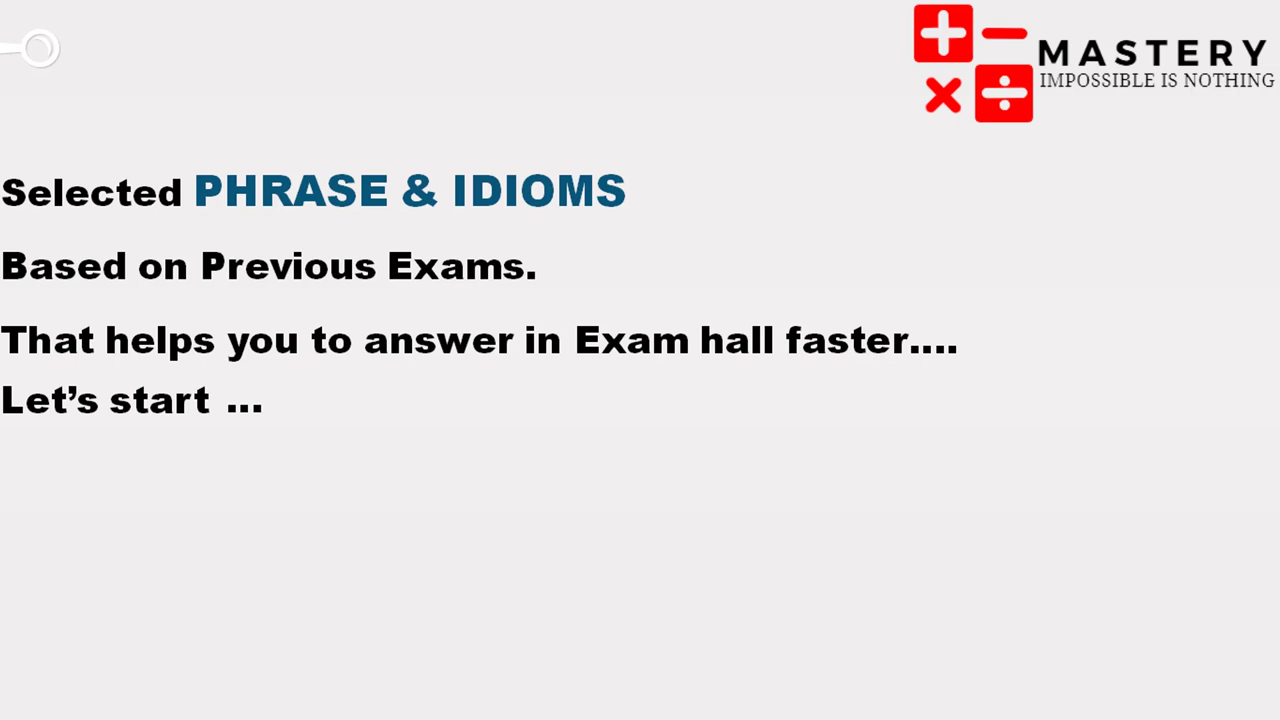 MASTERY
IMPOSSIBLE IS NOTHING
Selected PHRASE & IDIOMS
Based on Previous Exams.
That helps you to answer in Exam hall faster....
Let’s start ...